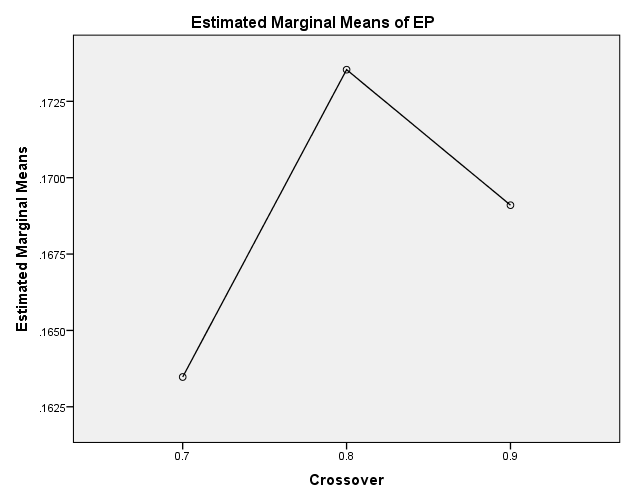 Estimated Marginal Means of EP
Estimated Marginal Means
.1725
.1700
.1675
.1650
.1625
0.7 0.8 0.9
Crossover